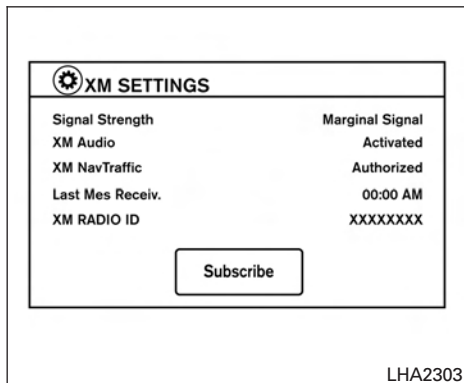 XM SETTINGS
Signal Strength Marginal Signal
XM Audio Activated
XM NavTraffic Authorized
Last Mes Receiv. 00:00 AM
XM RADIO ID XXXXXXXX
Subscribe
LHA2303